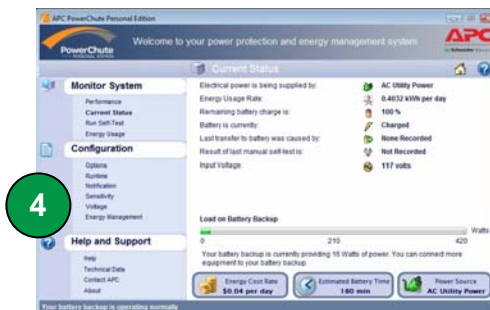 APC PowerChute Personal Edition
PowerChute
PERSONAL EDITION
Welcome to your power protection and energy management system
APC
by Schneider Electric
Current Status
Monitor System
Performance
Current Status
Run Self-Test
Energy Usage
Configuration
Options
Runtime
Notification
Sensitivity
Voltage
Energy Management
4
Help and Support
Help
Technical Data
Contact APC
About
Electrical power is being supplied by: AC Utility Power
Energy Usage Rate: 0.4032 kWh per day
Remaining battery charge is: 100 %
Battery is currently: Charged
Last transfer to battery was caused by: None Recorded
Result of last manual self-test is: Not Recorded
Input Voltage: 117 volts
Load on Battery Backup
Watts
0 210 420
Your battery backup is currently providing 16 Watts of power. You can connect more
equipment to your battery backup.
Energy Cost Rate
$0.04 per day
Estimated Battery Time
180 min
Power Source
AC Utility Power
Your battery backup is operating normally